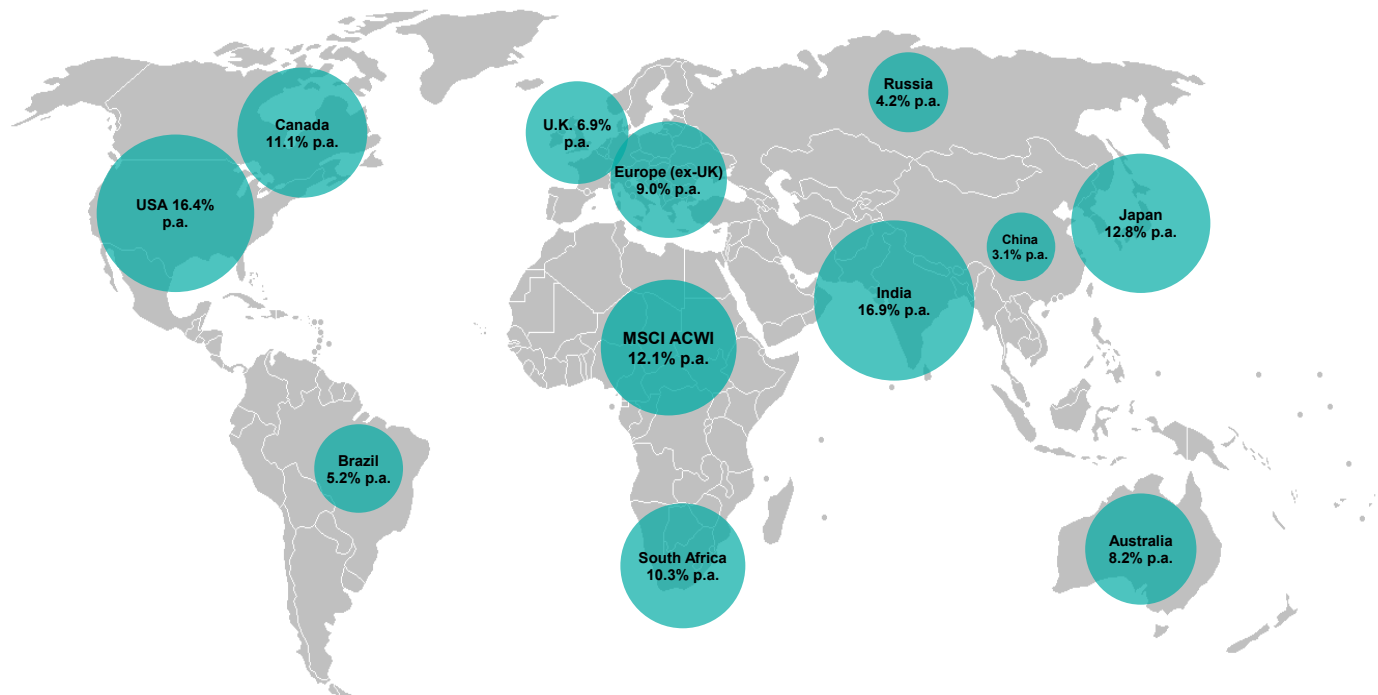 Russia
4.2% p.a.
Canada
11.1% p.a.
U.K. 6.9%
p.a.
Europe (ex-UK)
9.0% p.a.
USA 16.4%
p.a.
Japan
12.8% p.a.
China
3.1% p.a.
India
16.9% p.a.
MSCI ACWI
12.1% p.a.
Brazil
5.2% p.a.
South Africa
10.3% p.a.
Australia
8.2% p.a.